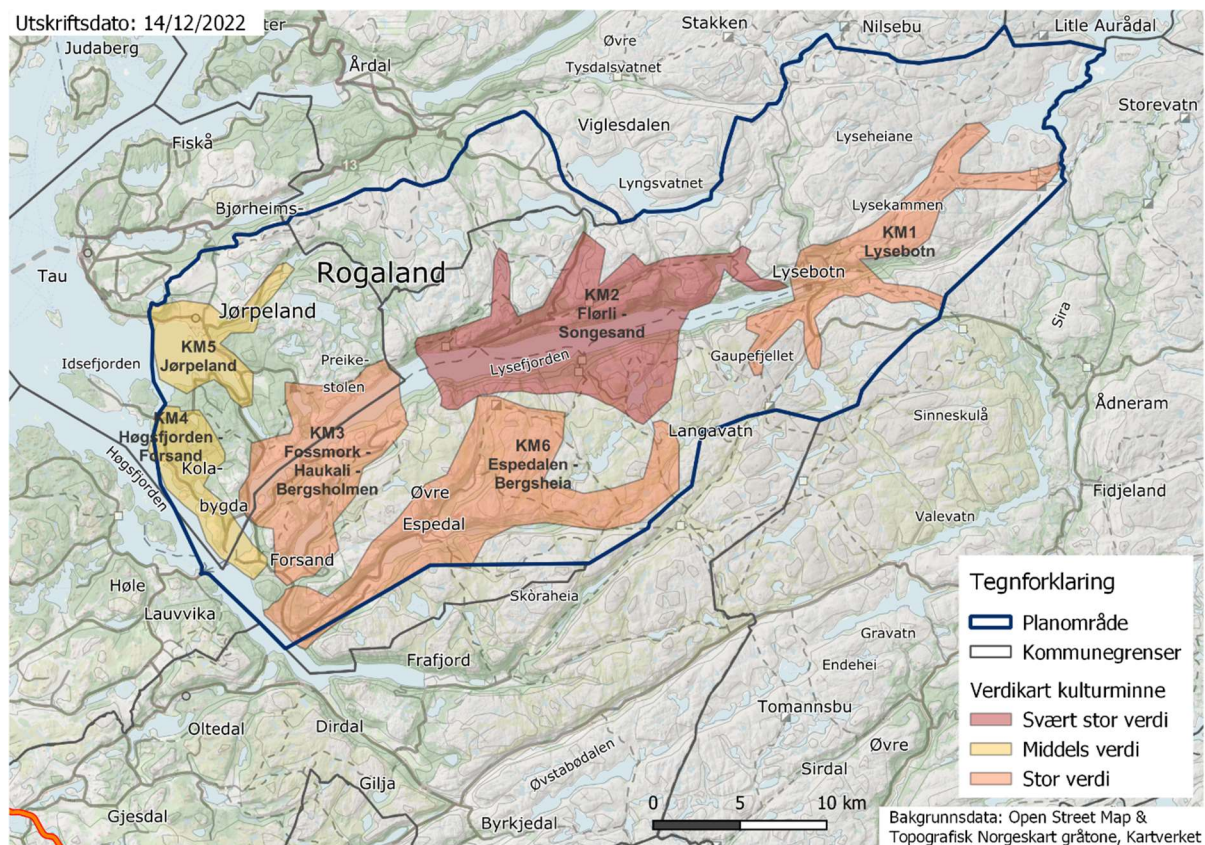 Utskriftsdato: 14/12/2022
ter
Stakken
Nilsebu
Litle Aurådal
Judaberg
Øvre
Årdal
Tysdalsvatnet
Storevatn
Viglesdalen
Lyseheiane
Fiskå
13
Lyngsvatnet
Bjørheims-
Lysekammen
KM1
Lysebotn
Tau
Rogaland
Lysebotn
KM2
Flørli -
Songesand
Jørpeland
Sira
KM5
Jørpeland
Preike-
stolen
Lysefjorden
Gaupefjellet
Idsefjorden
Ådneram
Sinneskulå
KM4
Høgsfjorden -
Forsand
KM3
Fossmork -
Haukali -
Bergsholmen
Langavatn
KM6
Espedalen -
Bergsheia
Kola-
bygda
Høgsfjorden
Øvre
Espedal
Fidjeland
Valevatn
Forsand
Høle
Skòraheia
Lauvvika
Frafjord
Gravatn
Endehei
Tomannsbu
Oltedal
Dirdal
Øvre
Sirdal
Øvstabødalen
Gilja
Gjesdal
Byrkjedal
Tegnforklaring
Planområde
Kommunegrenser
Verdikart kulturminne
Svært stor verdi
Middels verdi
Stor verdi
0 5 10 km
Bakgrunnsdata: Open Street Map &
Topografisk Norgeskart gråtone, Kartverket